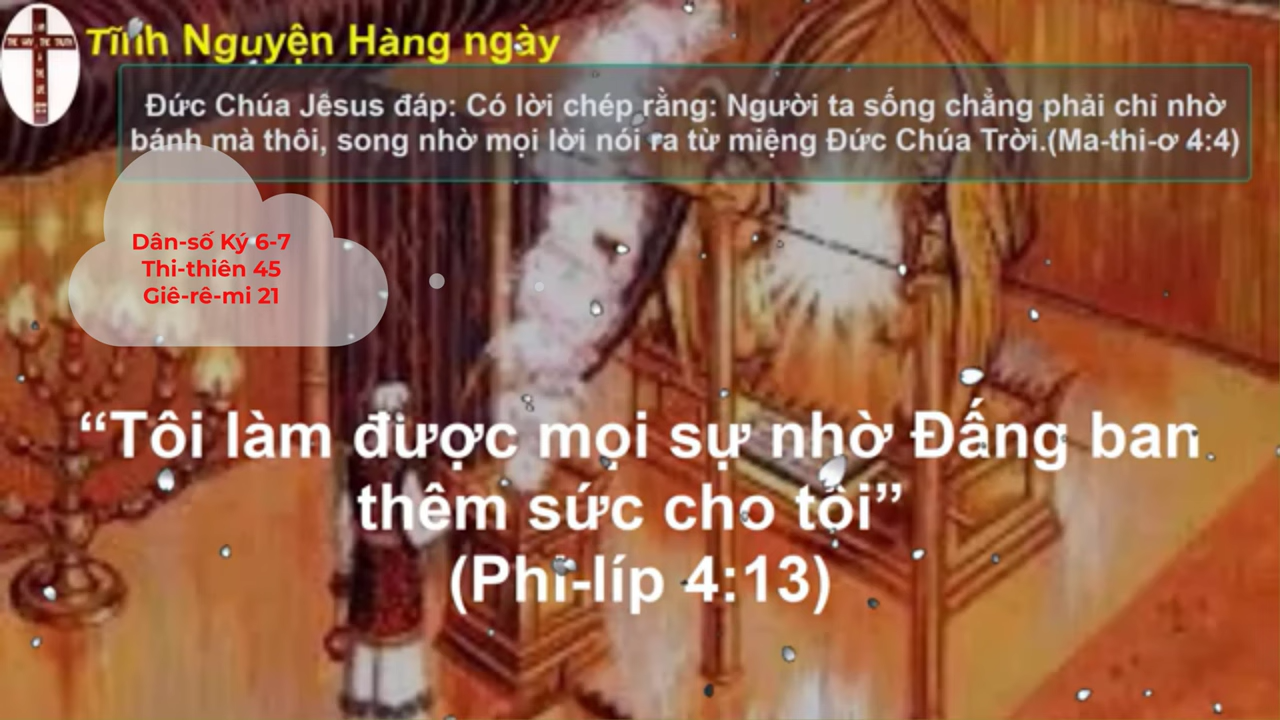 Tĩnh Nguyện Hàng ngày
Đức Chúa Jêsus đáp: Có lời chép rằng: Người ta sống chẳng phải chỉ nhờ
bánh mà thôi, song nhờ mọi lời nói ra từ miệng Đức Chúa Trời.(Ma-thi-ơ 4:4)
Dân-số Ký 6-7
Thi-thiên 45
Giê-rê-mi 21
“Tôi làm được mọi sự nhờ Đấng ban
thêm sức cho tôi”
(Phi-líp 4:13)